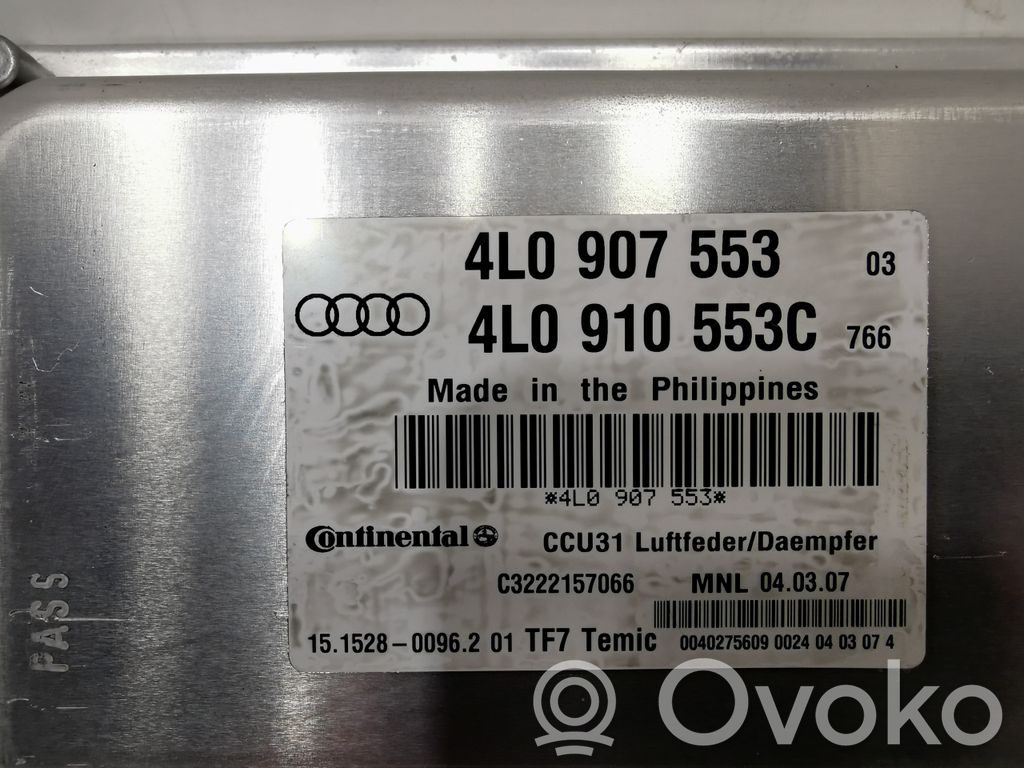 4L0 907 553 03
4L0 910 553C 766
Made in the Philippines
*4L0 907 553*
Continental CCU31 Luftfeder/Daempfer
C3222157066 MNL 04.03.07
15.1528-0096.2 01 TF7 Temic 0040275609 0024 04 03 07 4
PASS
Ovoko